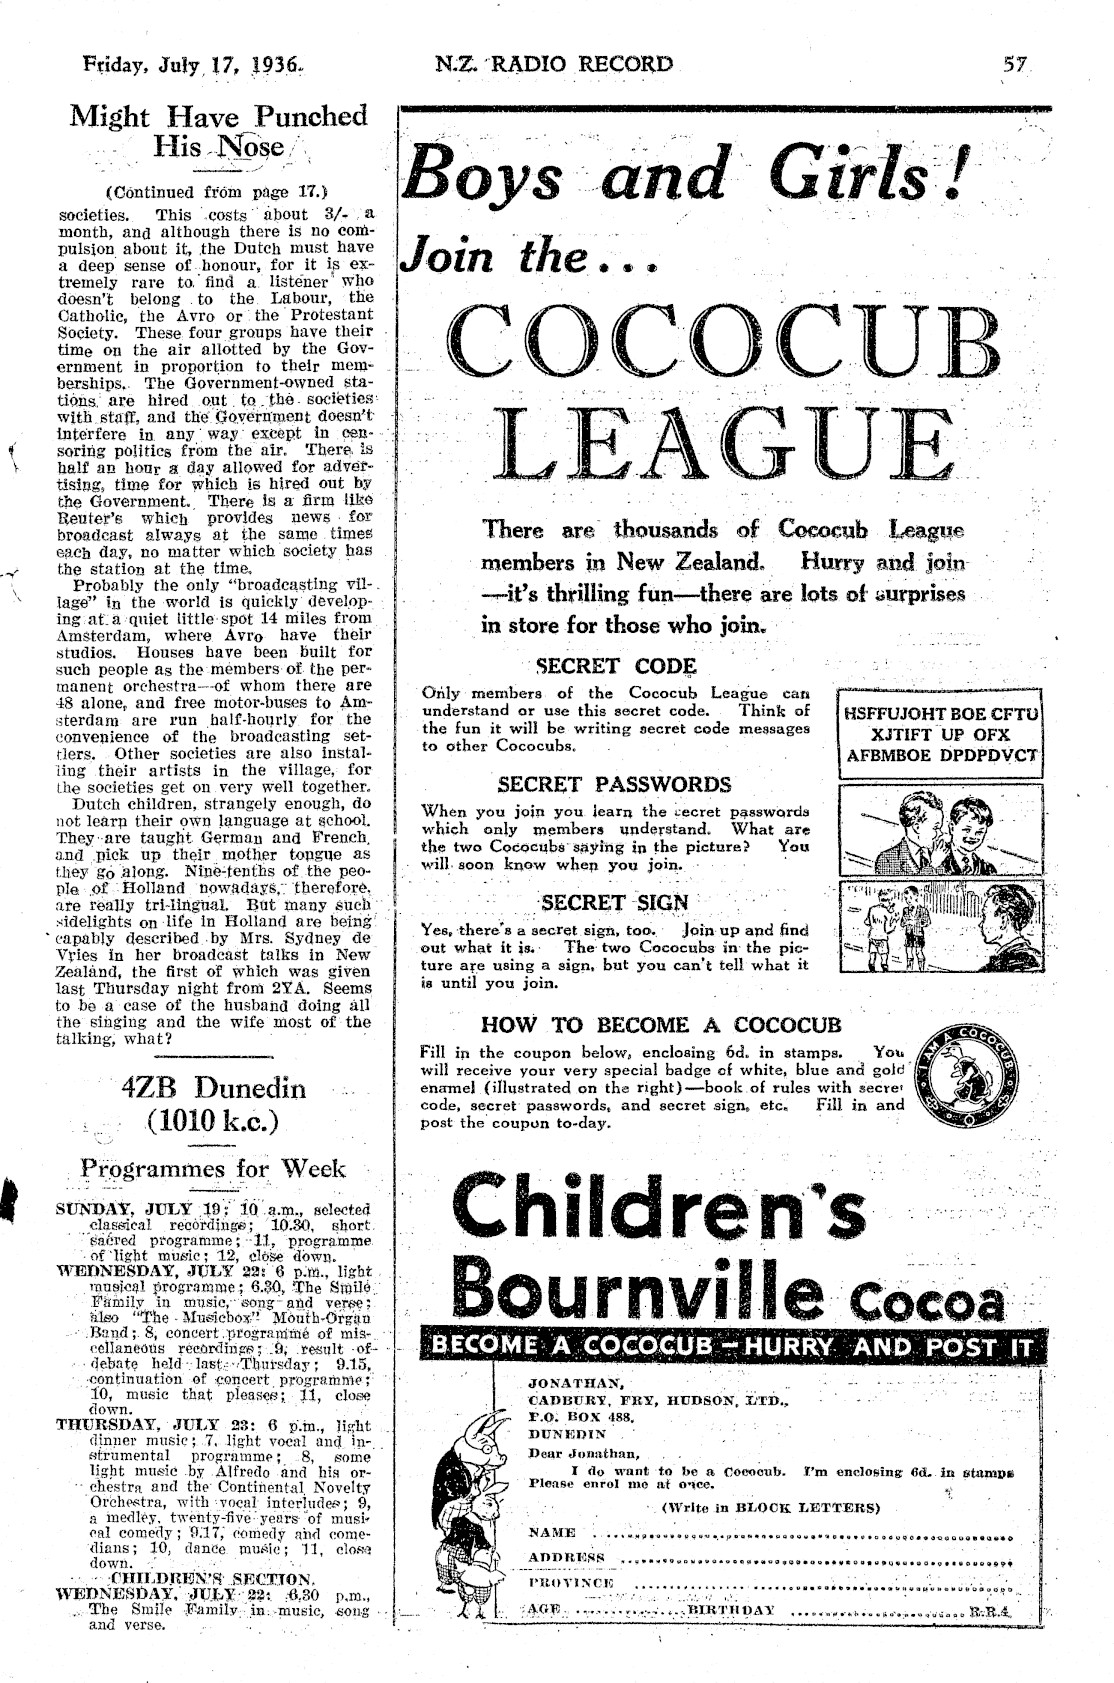 Friday, July 17, 1936.
N.Z. RADIO RECORD
57
Might Have Punched
His Nose
(Continued from page 17.)
societies. This costs about 3/- a
month, and although there is no com-
pulsion about it, the Dutch must have
a deep sense of honour, for it is ex-
tremely rare to find a listener who
doesn't belong to the Labour, the
Catholic, the Avro or the Protestant
Society. These four groups have their
time on the air allotted by the Gov-
ernment in proportion to their mem-
berships. The Government-owned sta-
tions are hired out to the societies
with staff, and the Government doesn't
interfere in any way except in cen-
soring politics from the air. There is
half an hour a day allowed for adver-
tising, time for which is hired out by
the Government. There is a firm like
Reuter's which provides news for
broadcast always at the same times
each day, no matter which society has
the station at the time.
Probably the only "broadcasting vil-
lage" in the world is quickly develop-
ing at a quiet little spot 14 miles from
Amsterdam, where Avro have their
studios. Houses have been built for
such people as the members of the per-
manent orchestra—of whom there are
48 alone, and free motor-buses to Am-
sterdam are run half-hourly for the
convenience of the broadcasting set-
tlers. Other societies are also instal-
ling their artists in the village, for
the societies get on very well together.
Dutch children, strangely enough, do
not learn their own language at school.
They are taught German and French,
and pick up their mother tongue as
they go along. Nine-tenths of the peo-
ple of Holland nowadays, therefore,
are really tri-lingual. But many such
sidelights on life in Holland are being
capably described by Mrs. Sydney de
Vries in her broadcast talks in New
Zealand, the first of which was given
last Thursday night from 2YA. Seems
to be a case of the husband doing all
the singing and the wife most of the
talking, what?
4ZB Dunedin
(1010 k.c.)
Programmes for Week
SUNDAY, JULY 19: 10 a.m., selected
classical recordings; 10.30, short
sacred programme; 11, programme
of light music; 12, close down.
WEDNESDAY, JULY 22: 6 p.m., light
musical programme; 6.30, The Smile
Family in music, song and verse;
also "The Musicbox" Mouth-Organ
Band; 8, concert programme of mis-
cellaneous recordings; 9, result of
debate held last Thursday; 9.15,
continuation of concert programme;
10, music that pleases; 11, close
down.
THURSDAY, JULY 23: 6 p.m., light
dinner music; 7, light vocal and in-
strumental programme; 8, some
light music by Alfredo and his or-
chestra and the Continental Novelty
Orchestra, with vocal interludes; 9,
a medley, twenty-five years of musi-
cal comedy; 9.17, comedy and come-
dians; 10, dance music; 11, close
down.
CHILDREN'S SECTION.
WEDNESDAY, JULY 22: 6.30 p.m.,
The Smile Family in music, song
and verse.
Boys and Girls!
Join the...
COCOCUB
LEAGUE
There are thousands of Cococub League
members in New Zealand. Hurry and join
—it's thrilling fun—there are lots of surprises
in store for those who join.
SECRET CODE
Only members of the Cococub League can
understand or use this secret code. Think of
the fun it will be writing secret code messages
to other Cococubs.
HSFFUJOHT BOE CFTU
XJTIFT UP OFX
AFBMBOE DPDPDVCT
SECRET PASSWORDS
When you join you learn the secret passwords
which only members understand. What are
the two Cococubs saying in the picture? You
will soon know when you join.
SECRET SIGN
Yes, there's a secret sign, too. Join up and find
out what it is. The two Cococubs in the pic-
ture are using a sign, but you can't tell what it
is until you join.
HOW TO BECOME A COCOCUB
Fill in the coupon below, enclosing 6d. in stamps. You
will receive your very special badge of white, blue and gold
enamel (illustrated on the right)—book of rules with secret
code, secret passwords, and secret sign, etc. Fill in and
post the coupon to-day.
I AM A COCOCUB
Children's
Bournville Cocoa
BECOME A COCOCUB—HURRY AND POST IT
JONATHAN,
CADBURY, FRY, HUDSON, LTD.,
P.O. BOX 488,
DUNEDIN
Dear Jonathan,
I do want to be a Cococub. I'm enclosing 6d. in stamps
Please enrol me at once.
(Write in BLOCK LETTERS)
NAME
ADDRESS
PROVINCE
AGE BIRTHDAY R.R.4